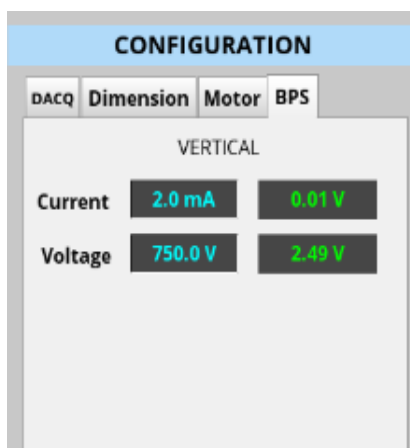 CONFIGURATION
DACQ Dimension Motor BPS
VERTICAL
Current 2.0 mA 0.01 V
Voltage 750.0 V 2.49 V